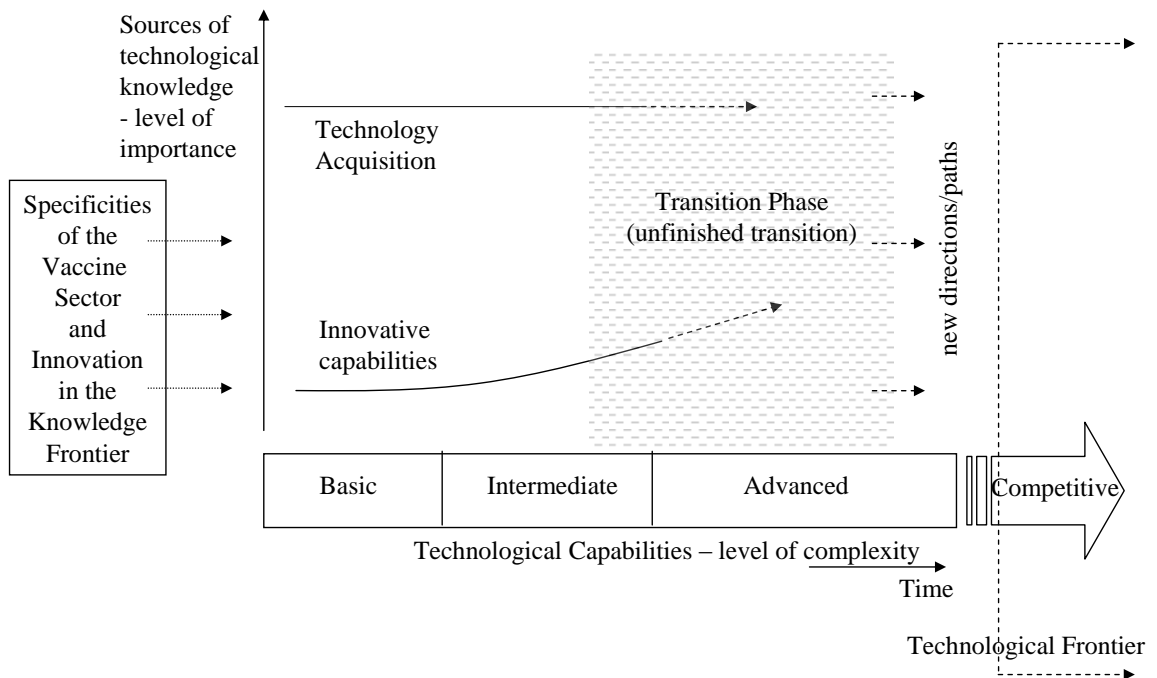 Sources of
technological
knowledge
- level of
importance
Technology
Acquisition
Specificities
of the
Vaccine
Sector
and
Innovation
in the
Knowledge
Frontier
Transition Phase
(unfinished transition)
Innovative
capabilities
new directions/paths
Basic
Intermediate
Advanced
Competitive
Technological Capabilities – level of complexity
Time
Technological Frontier